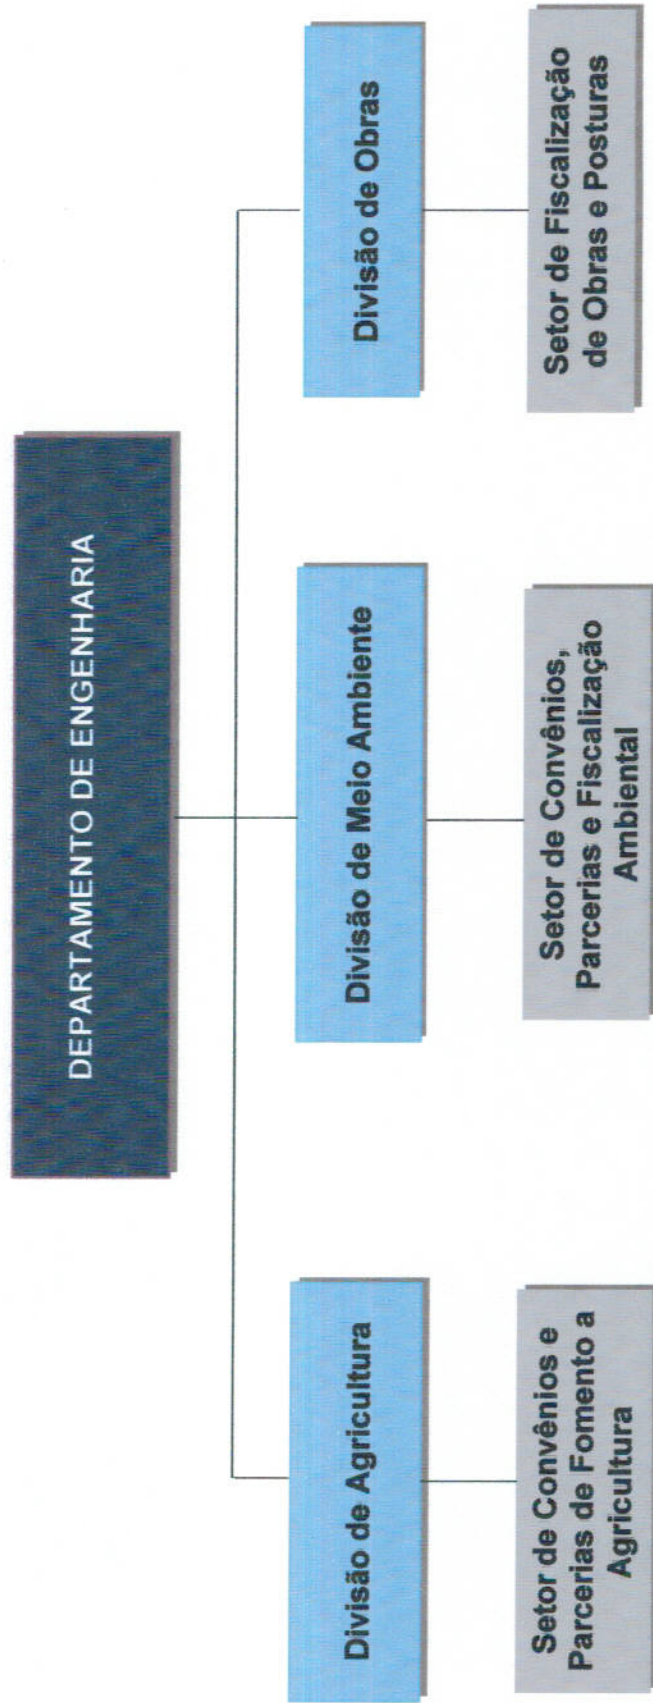 DEPARTAMENTO DE ENGENHARIA
Divisão de Agricultura
Divisão de Meio Ambiente
Divisão de Obras
Setor de Convênios e
Parcerias de Fomento a
Agricultura
Setor de Convênios,
Parcerias e Fiscalização
Ambiental
Setor de Fiscalização
de Obras e Posturas